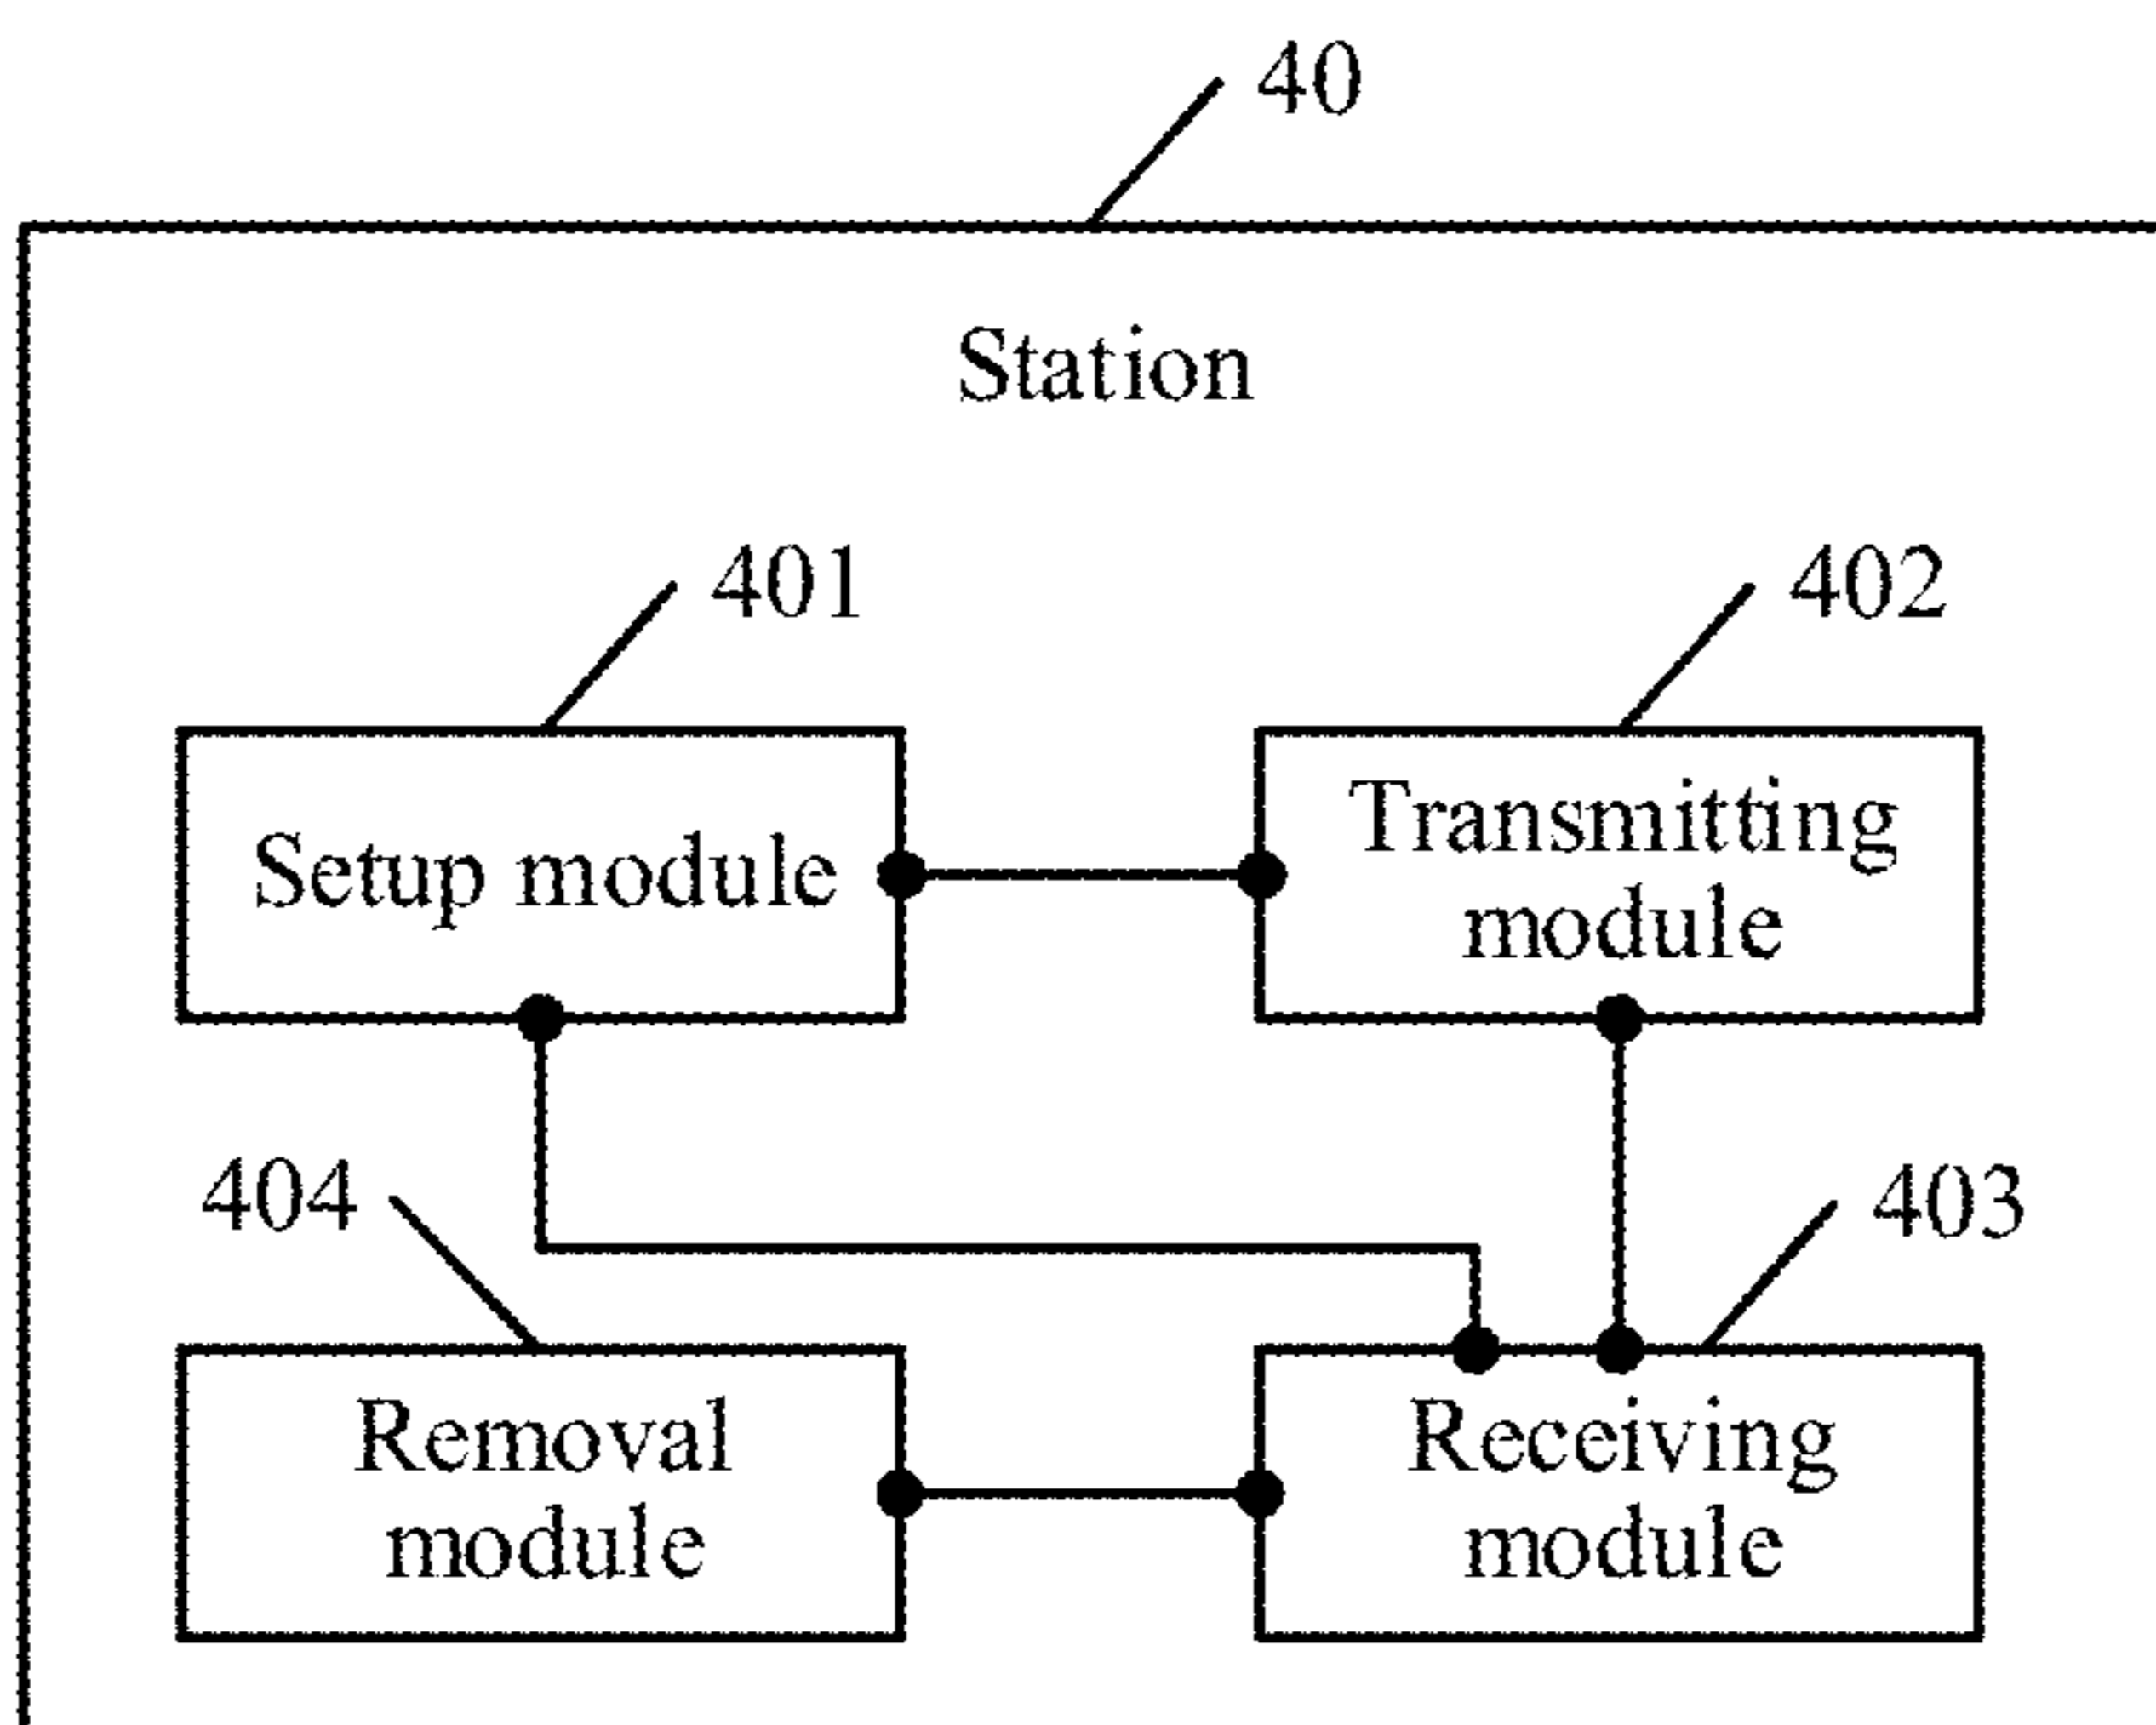 40
Station
401
402
Setup module
Transmitting
module
404
403
Removal
module
Receiving
module